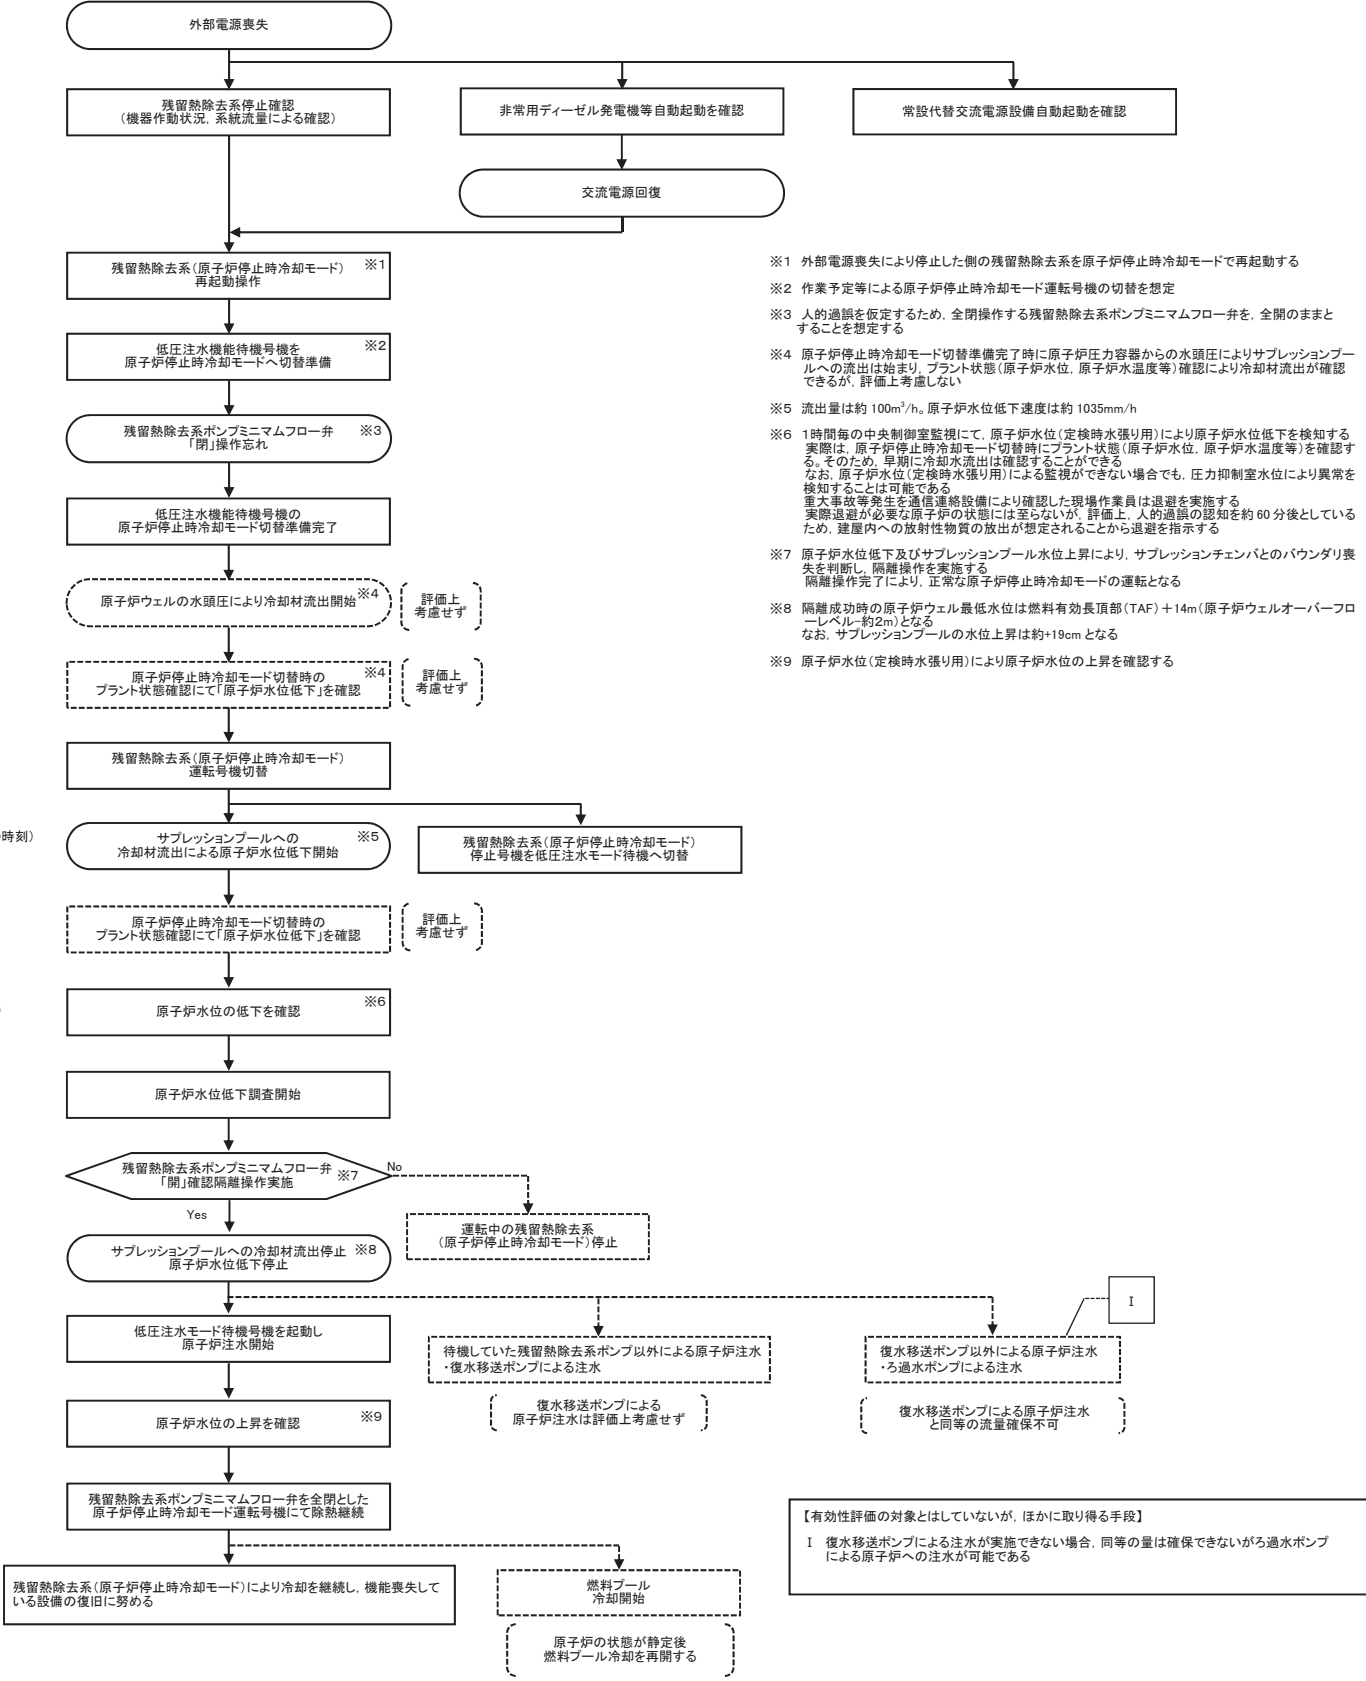 外部電源喪失
残留熱除去系停止確認
（機器作動状況，系統流量による確認）
非常用ディーゼル発電機等自動起動を確認
常設代替交流電源設備自動起動を確認
交流電源回復
残留熱除去系（原子炉停止時冷却モード）
再起動操作
※1
低圧注水機能待機号機を
原子炉停止時冷却モードへ切替準備
※2
残留熱除去系ポンプミニマムフロー弁
「閉」操作忘れ
※3
低圧注水機能待機号機の
原子炉停止時冷却モード切替準備完了
原子炉ウェルの水頭圧により冷却材流出開始
※4
評価上
考慮せず
原子炉停止時冷却モード切替時の
プラント状態確認にて「原子炉水位低下」を確認
※4
評価上
考慮せず
残留熱除去系（原子炉停止時冷却モード）
運転号機切替
時刻）
サプレッションプールへの
冷却材流出による原子炉水位低下開始
※5
残留熱除去系（原子炉停止時冷却モード）
停止号機を低圧注水モード待機へ切替
原子炉停止時冷却モード切替時の
プラント状態確認にて「原子炉水位低下」を確認
評価上
考慮せず
原子炉水位の低下を確認
※6
原子炉水位低下調査開始
残留熱除去系ポンプミニマムフロー弁
「開」確認隔離操作実施
※7
No
Yes
運転中の残留熱除去系
（原子炉停止時冷却モード）停止
サプレッションプールへの冷却材流出停止
原子炉水位低下停止
※8
低圧注水モード待機号機を起動し
原子炉注水開始
待機していた残留熱除去系ポンプ以外による原子炉注水
・復水移送ポンプによる注水
復水移送ポンプによる
原子炉注水は評価上考慮せず
復水移送ポンプ以外による原子炉注水
・ろ過水ポンプによる注水
復水移送ポンプによる原子炉注水
と同等の流量確保不可
Ⅰ
原子炉水位の上昇を確認
※9
残留熱除去系ポンプミニマムフロー弁を全閉とした
原子炉停止時冷却モード運転号機にて除熱継続
残留熱除去系（原子炉停止時冷却モード）により冷却を継続し，機能喪失して
いる設備の復旧に努める
燃料プール
冷却開始
原子炉の状態が静定後
燃料プール冷却を再開する
※1 外部電源喪失により停止した側の残留熱除去系を原子炉停止時冷却モードで再起動する
※2 作業予定等による原子炉停止時冷却モード運転号機の切替を想定
※3 人的過誤を仮定するため，全閉操作する残留熱除去系ポンプミニマムフロー弁を，全開のままと
することを想定する
※4 原子炉停止時冷却モード切替準備完了時に原子炉圧力容器からの水頭圧によりサプレッションプー
ルへの流出は始まり，プラント状態（原子炉水位，原子炉水温度等）確認により冷却材流出が確認
できるが，評価上考慮しない
※5 流出量は約 100m³/h。原子炉水位低下速度は約 1035mm/h
※6 1時間毎の中央制御室監視にて，原子炉水位（定検時水張り用）により原子炉水位低下を検知する
実際は，原子炉停止時冷却モード切替時にプラント状態（原子炉水位，原子炉水温度等）を確認す
る。そのため，早期に冷却水流出は確認することができる
なお，原子炉水位（定検時水張り用）による監視ができない場合でも，圧力抑制室水位により異常を
検知することは可能である
重大事故等発生を通信連絡設備により確認した現場作業員は退避を実施する
実際退避が必要な原子炉の状態には至らないが，評価上，人的過誤の認知を約 60 分後としている
ため，建屋内への放射性物質の放出が想定されることから退避を指示する
※7 原子炉水位低下及びサプレッションプール水位上昇により，サプレッションチェンバとのバウンダリ喪
失を判断し，隔離操作を実施する
隔離操作完了により，正常な原子炉停止時冷却モードの運転となる
※8 隔離成功時の原子炉ウェル最低水位は燃料有効長頂部（TAF）＋14m（原子炉ウェルオーバーフロ
ーレベル-約2m）となる
なお，サプレッションプールの水位上昇は約+19cm となる
※9 原子炉水位（定検時水張り用）により原子炉水位の上昇を確認する
【有効性評価の対象とはしていないが，ほかに取り得る手段】
Ⅰ 復水移送ポンプによる注水が実施できない場合，同等の量は確保できないがろ過水ポンプ
による原子炉への注水が可能である